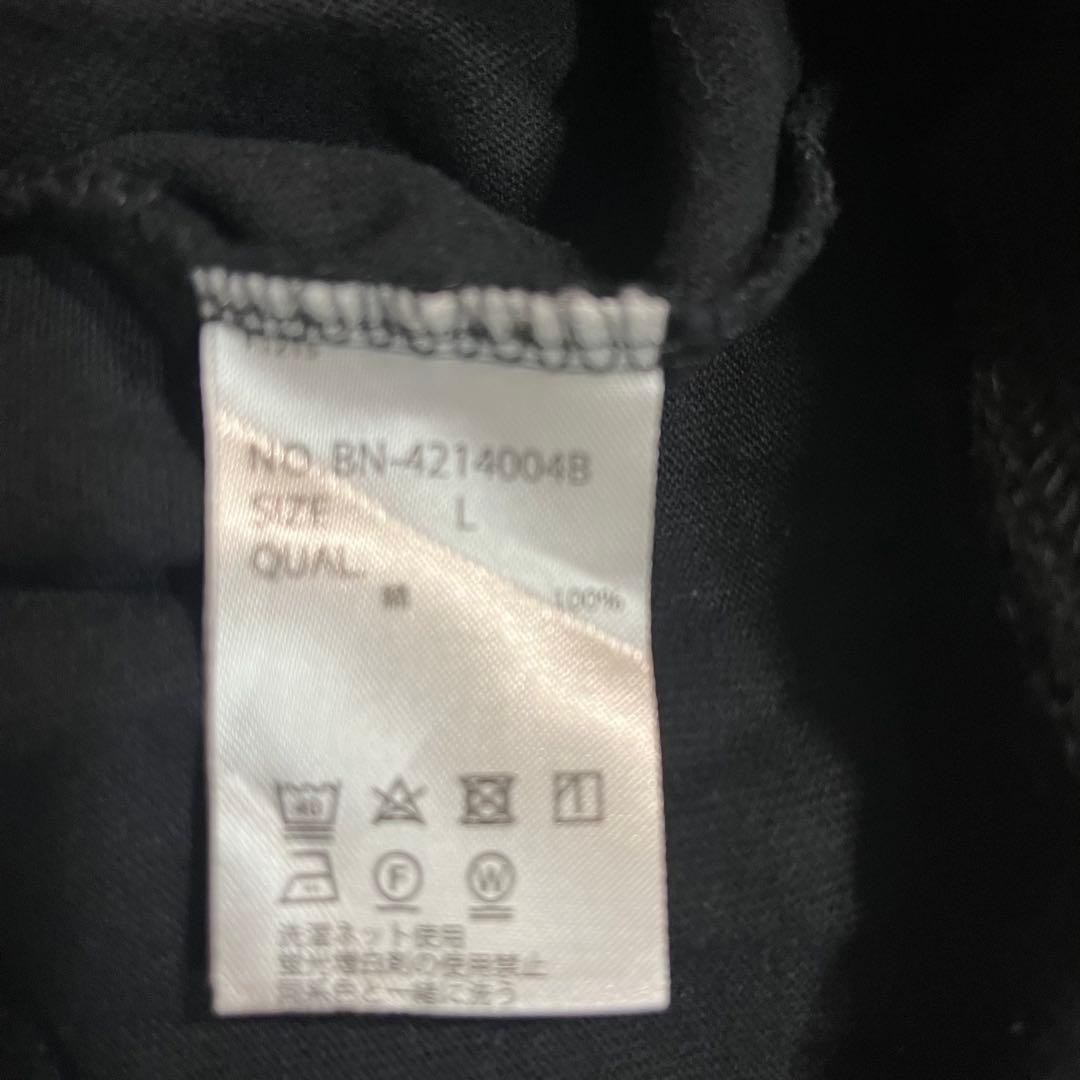 NO. BN-4214004B
SIZE L
QUAL.
綿 100%
40
F W
洗濯ネット使用
蛍光増白剤の使用禁止
同系色と一緒に洗う